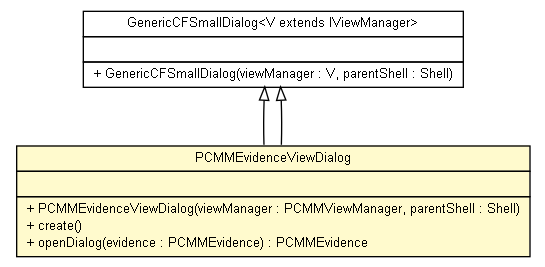 GenericCFSmallDialog<V extends IViewManager>
+ GenericCFSmallDialog(viewManager : V, parentShell : Shell)
PCMMEvidenceViewDialog
+ PCMMEvidenceViewDialog(viewManager : PCMMViewManager, parentShell : Shell)
+ create()
+ openDialog(evidence : PCMMEvidence) : PCMMEvidence